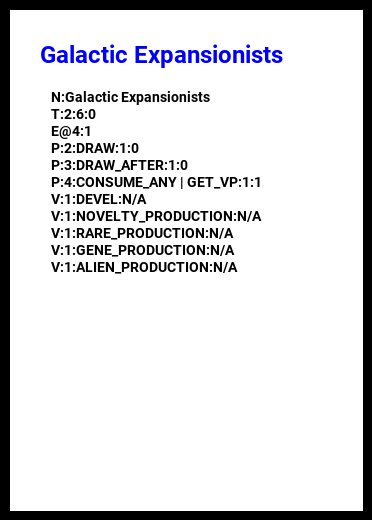 Galactic Expansionists
N:Galactic Expansionists
T:2:6:0
E@4:1
P:2:DRAW:1:0
P:3:DRAW_AFTER:1:0
P:4:CONSUME_ANY | GET_VP:1:1
V:1:DEVEL:N/A
V:1:NOVELTY_PRODUCTION:N/A
V:1:RARE_PRODUCTION:N/A
V:1:GENE_PRODUCTION:N/A
V:1:ALIEN_PRODUCTION:N/A